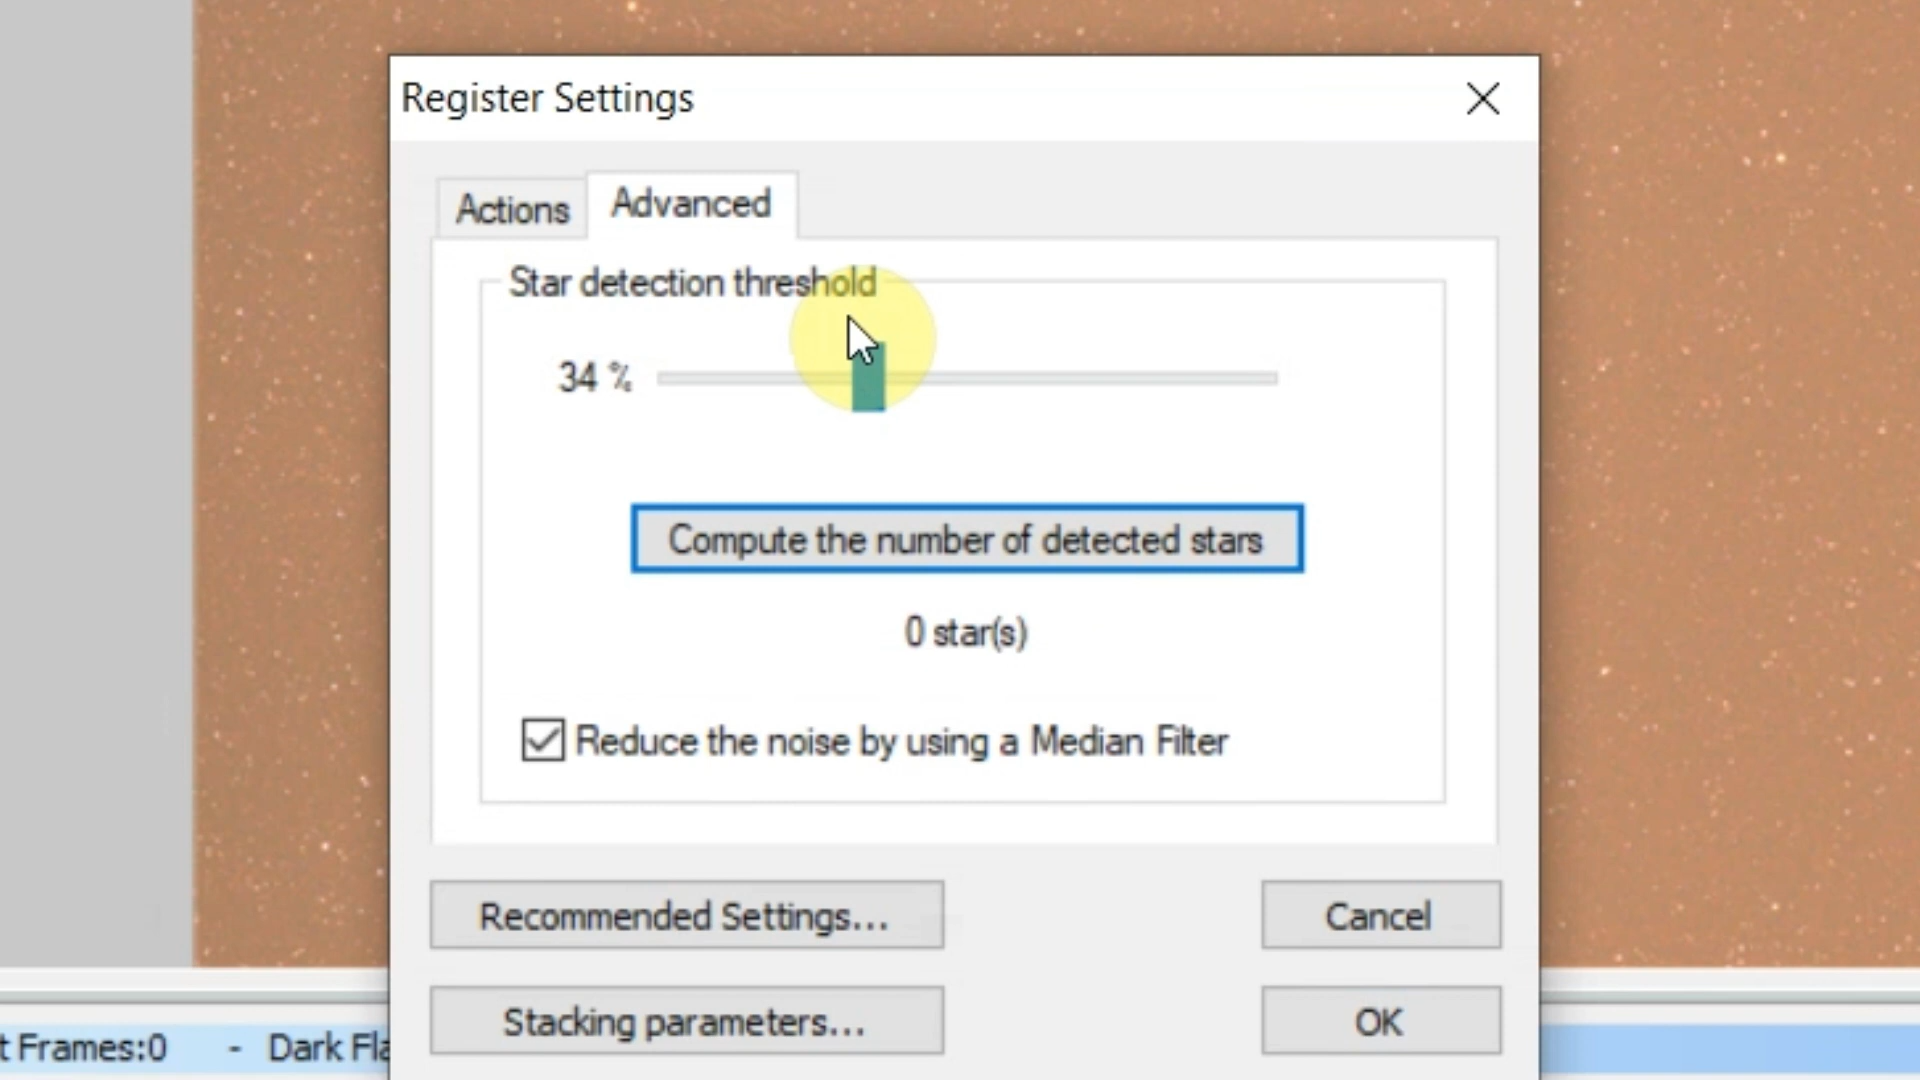 Register Settings
Actions
Advanced
Star detection threshold
34 %
Compute the number of detected stars
0 star(s)
Reduce the noise by using a Median Filter
Recommended Settings...
Cancel
Stacking parameters...
OK
t Frames:0 - Dark Fla